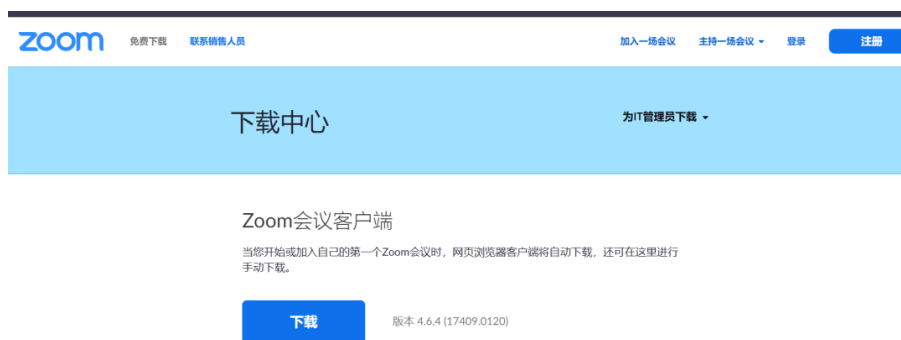 zoom 免费下载 联系销售人员 加入一场会议 主持一场会议 登录 注册
下载中心 为IT管理员下载
Zoom会议客户端
当您开始或加入自己的第一个Zoom会议时，网页浏览器客户端将自动下载，还可在这里进行
手动下载。
下载 版本 4.6.4 (17409.0120)